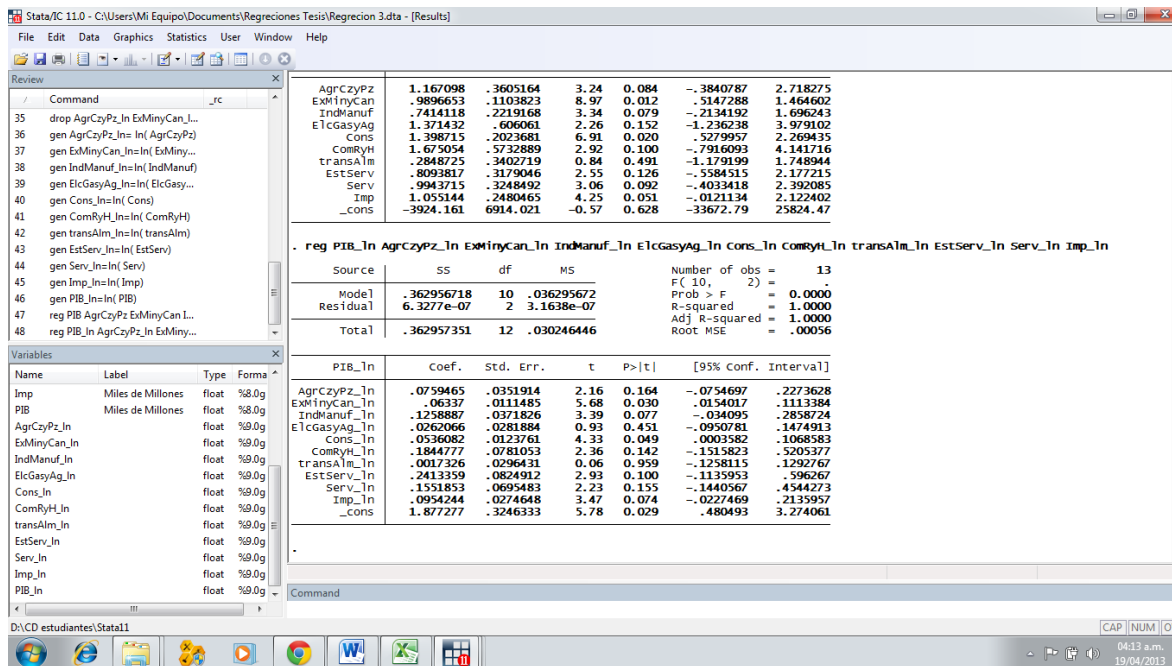 Stata/IC 11.0 - C:\Users\Mi Equipo\Documents\Regreciones Tesis\Regrecion 3.dta - [Results]
File Edit Data Graphics Statistics User Window Help
Review
Command _rc
35 drop AgrCzyPz_ln ExMinyCan_l...
36 gen AgrCzyPz_ln= ln( AgrCzyPz)
37 gen ExMinyCan_ln=ln( ExMiny...
38 gen IndManuf_ln=ln( IndManuf)
39 gen ElcGasyAg_ln=ln( ElcGasy...
40 gen Cons_ln=ln( Cons)
41 gen ComRyH_ln=ln( ComRyH)
42 gen transAlm_ln=ln( transAlm)
43 gen EstServ_ln=ln( EstServ)
44 gen Serv_ln=ln( Serv)
45 gen Imp_ln=ln( Imp)
46 gen PIB_ln=ln( PIB)
47 reg PIB AgrCzyPz ExMinyCan I...
48 reg PIB_ln AgrCzyPz_ln ExMiny...
Variables
Name Label Type Forma
Imp Miles de Millones float %8.0g
PIB Miles de Millones float %8.0g
AgrCzyPz_ln float %9.0g
ExMinyCan_ln float %9.0g
IndManuf_ln float %9.0g
ElcGasyAg_ln float %9.0g
Cons_ln float %9.0g
ComRyH_ln float %9.0g
transAlm_ln float %9.0g
EstServ_ln float %9.0g
Serv_ln float %9.0g
Imp_ln float %9.0g
PIB_ln float %9.0g
AgrCzyPz 1.167098 .3605164 3.24 0.084 -.3840787 2.718275
ExMinyCan .9896653 .1103823 8.97 0.012 .5147288 1.464602
IndManuf .7414118 .2219168 3.34 0.079 -.2134192 1.696243
ElcGasyAg 1.371432 .606061 2.26 0.152 -1.236238 3.979102
Cons 1.398715 .2023681 6.91 0.020 .5279957 2.269435
ComRyH 1.675054 .5732889 2.92 0.100 -.7916093 4.141716
transAlm .2848725 .3402719 0.84 0.491 -1.179199 1.748944
EstServ .8093817 .3179046 2.55 0.126 -.5584515 2.177215
Serv .9943715 .3248492 3.06 0.092 -.4033418 2.392085
Imp 1.055144 .2480465 4.25 0.051 -.0121134 2.122402
_cons -3924.161 6914.021 -0.57 0.628 -33672.79 25824.47
. reg PIB_ln AgrCzyPz_ln ExMinyCan_ln IndManuf_ln ElcGasyAg_ln Cons_ln ComRyH_ln transAlm_ln EstServ_ln Serv_ln Imp_ln
Source SS df MS Number of obs = 13
F( 10, 2) = .
Model .362956718 10 .036295672 Prob > F = 0.0000
Residual 6.3277e-07 2 3.1638e-07 R-squared = 1.0000
Adj R-squared = 1.0000
Total .362957351 12 .030246446 Root MSE = .00056
PIB_ln Coef. Std. Err. t P>|t| [95% Conf. Interval]
AgrCzyPz_ln .0759465 .0351914 2.16 0.164 -.0754697 .2273628
ExMinyCan_ln .06337 .0111485 5.68 0.030 .0154017 .1113384
IndManuf_ln .1258887 .0371826 3.39 0.077 -.034095 .2858724
ElcGasyAg_ln .0262066 .0281884 0.93 0.451 -.0950781 .1474913
Cons_ln .0536082 .0123761 4.33 0.049 .0003582 .1068583
ComRyH_ln .1844777 .0781053 2.36 0.142 -.1515823 .5205377
transAlm_ln .0017326 .0296431 0.06 0.959 -.1258115 .1292767
EstServ_ln .2413359 .0824912 2.93 0.100 -.1135953 .596267
Serv_ln .1551853 .0695483 2.23 0.155 -.1440567 .4544273
Imp_ln .0954244 .0274648 3.47 0.074 -.0227469 .2135957
_cons 1.877277 .3246333 5.78 0.029 .480493 3.274061
.
Command
D:\CD estudiantes\Stata11
CAP NUM O
04:13 a.m.
19/04/2013